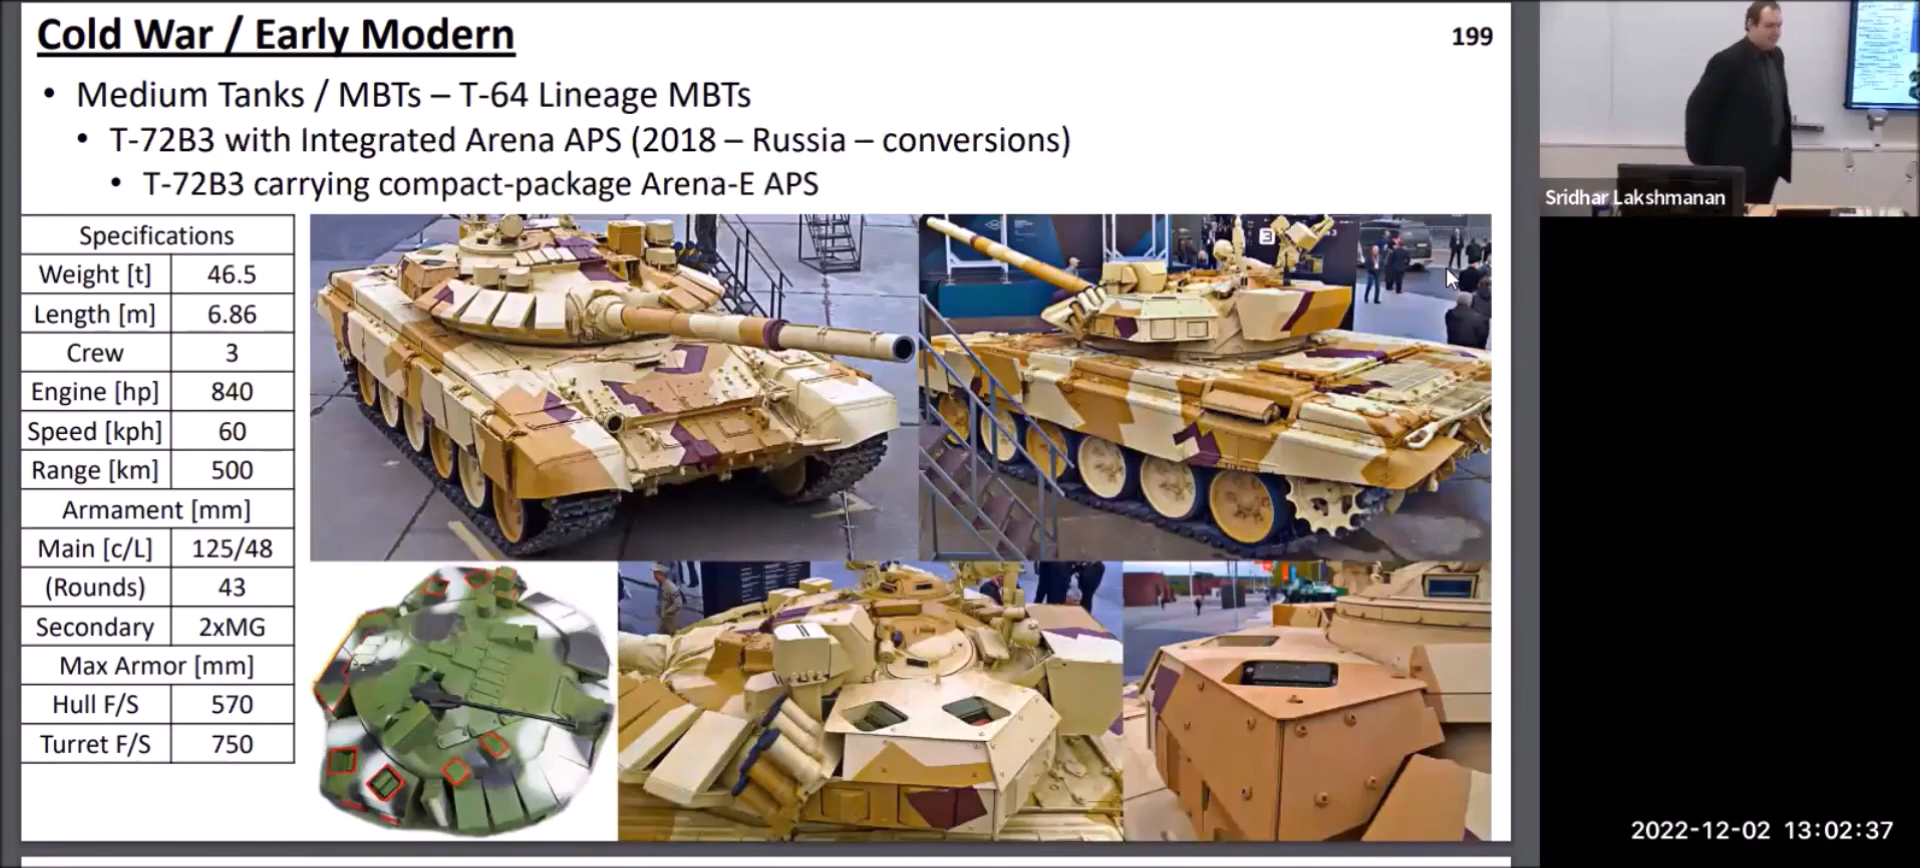 Cold War / Early Modern
199
• Medium Tanks / MBTs – T-64 Lineage MBTs
• T-72B3 with Integrated Arena APS (2018 – Russia – conversions)
• T-72B3 carrying compact-package Arena-E APS
Specifications
Weight [t] 46.5
Length [m] 6.86
Crew 3
Engine [hp] 840
Speed [kph] 60
Range [km] 500
Armament [mm]
Main [c/L] 125/48
(Rounds) 43
Secondary 2xMG
Max Armor [mm]
Hull F/S 570
Turret F/S 750
3
Sridhar Lakshmanan
2022-12-02 13:02:37